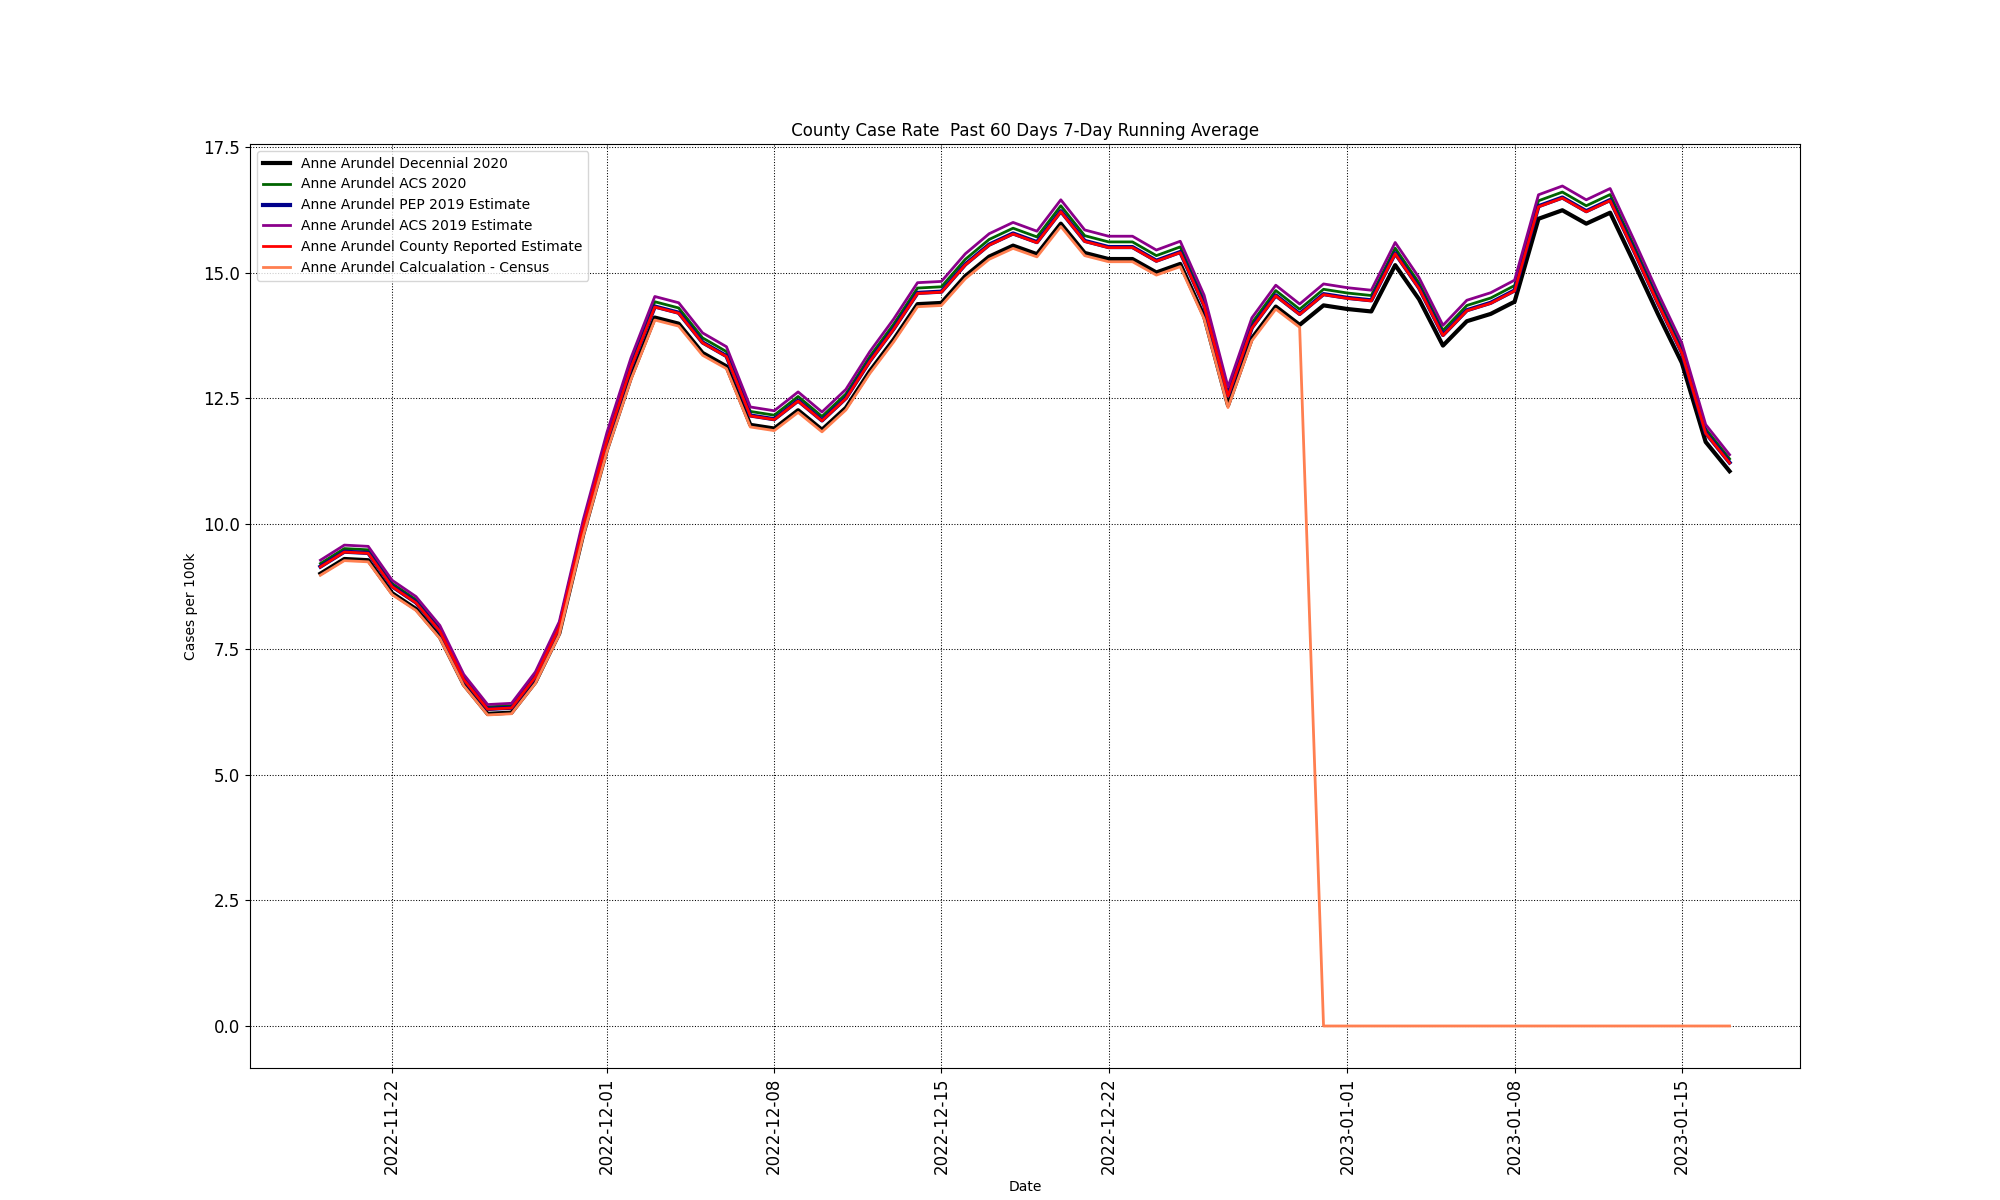 County Case Rate  Past 60 Days 7-Day Running Average
17.5
15.0
12.5
10.0
7.5
5.0
2.5
0.0
Cases per 100k
Anne Arundel Decennial 2020
Anne Arundel ACS 2020
Anne Arundel PEP 2019 Estimate
Anne Arundel ACS 2019 Estimate
Anne Arundel County Reported Estimate
Anne Arundel Calcualation - Census
2022-11-22
2022-12-01
2022-12-08
2022-12-15
2022-12-22
2023-01-01
2023-01-08
2023-01-15
Date